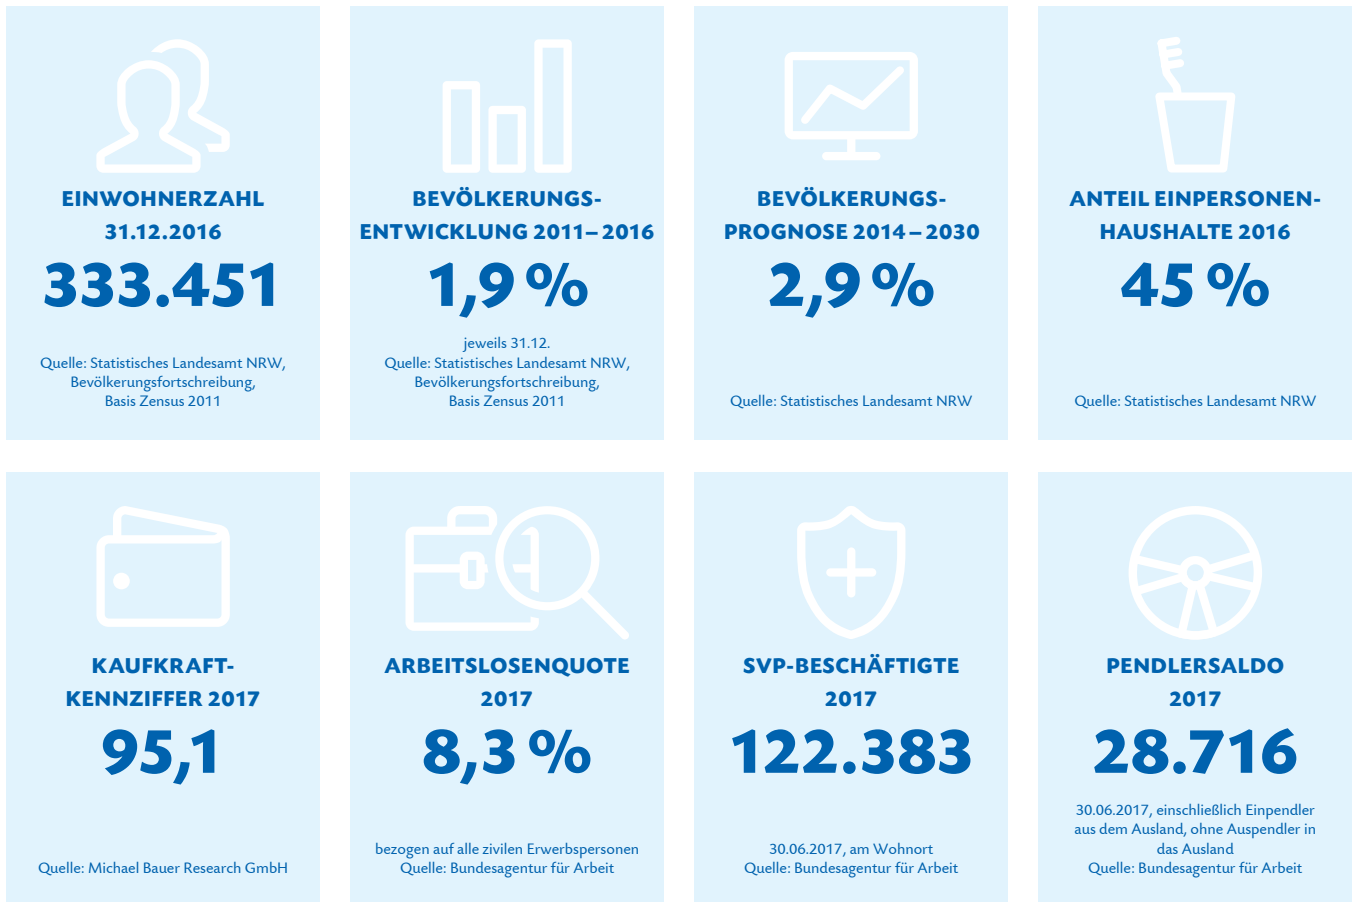 EINWOHNERZAHL
31.12.2016
333.451
Quelle: Statistisches Landesamt NRW,
Bevölkerungsfortschreibung,
Basis Zensus 2011
BEVÖLKERUNGS-
ENTWICKLUNG 2011–2016
1,9 %
jeweils 31.12.
Quelle: Statistisches Landesamt NRW,
Bevölkerungsfortschreibung,
Basis Zensus 2011
BEVÖLKERUNGS-
PROGNOSE 2014–2030
2,9 %
Quelle: Statistisches Landesamt NRW
ANTEIL EINPERSONEN-
HAUSHALTE 2016
45 %
Quelle: Statistisches Landesamt NRW
KAUFKRAFT-
KENNZIFFER 2017
95,1
Quelle: Michael Bauer Research GmbH
ARBEITSLOSENQUOTE
2017
8,3 %
bezogen auf alle zivilen Erwerbspersonen
Quelle: Bundesagentur für Arbeit
SVP-BESCHÄFTIGTE
2017
122.383
30.06.2017, am Wohnort
Quelle: Bundesagentur für Arbeit
PENDLERSALDO
2017
28.716
30.06.2017, einschließlich Einpendler
aus dem Ausland, ohne Auspendler in
das Ausland
Quelle: Bundesagentur für Arbeit